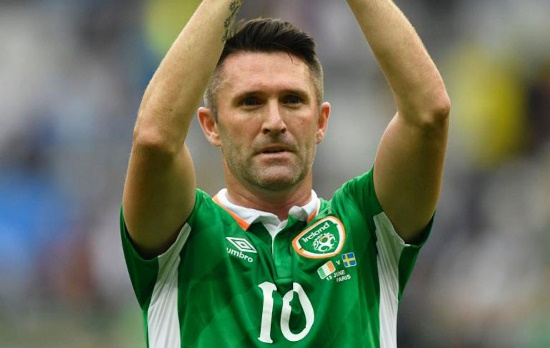 umbro
Ireland
V
13 JUNE
PARIS
10